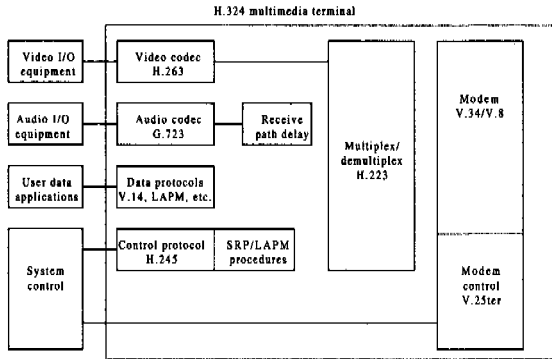 H.324 multimedia terminal
Video I/O
equipment
Video codec
H.263
Audio I/O
equipment
Audio codec
G.723
Receive
path delay
User data
applications
Data protocols
V.14, LAPM, etc.
System
control
Control protocol
H.245
SRP/LAPM
procedures
Multiplex/
demultiplex
H.223
Modem
V.34/V.8
Modem
control
V.25ter